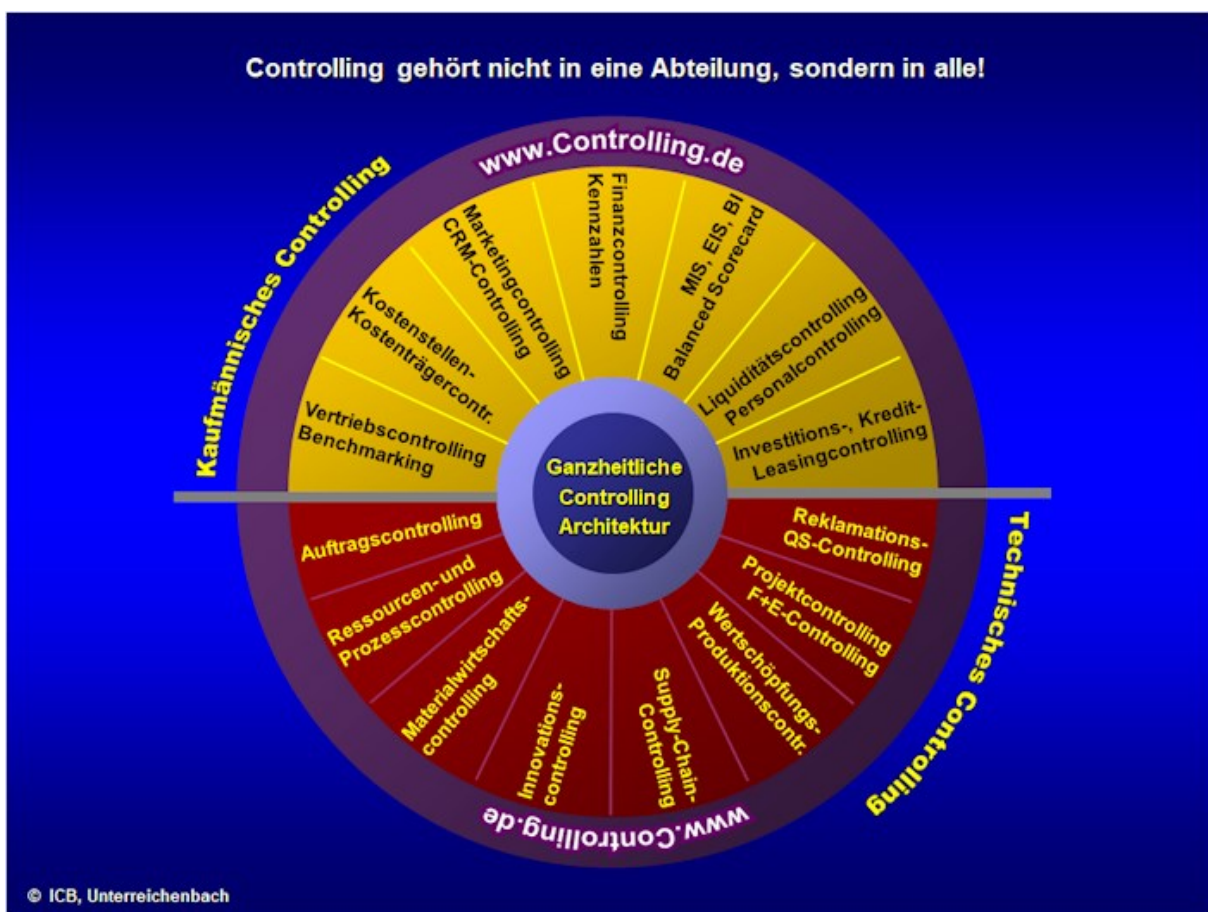 Controlling gehört nicht in eine Abteilung, sondern in alle!
www.Controlling.de
Kaufmännisches Controlling
Vertriebscontrolling
Benchmarking
Kostenstellen-
Kostenträgercontr.
Marketingcontrolling
CRM-Controlling
Finanzcontrolling
Kennzahlen
MIS, EIS, BI
Balanced Scorecard
Liquiditätscontrolling
Personalcontrolling
Investitions-, Kredit-
Leasingcontrolling
Ganzheitliche
Controlling
Architektur
Auftragscontrolling
Ressourcen- und
Prozesscontrolling
Materialwirtschafts-
controlling
Innovations-
controlling
Supply-Chain-
Controlling
Wertschöpfungs-
Produktionscontr.
Projektcontrolling
F+E-Controlling
Reklamations-
QS-Controlling
Technisches Controlling
www.Controlling.de
© ICB, Unterreichenbach